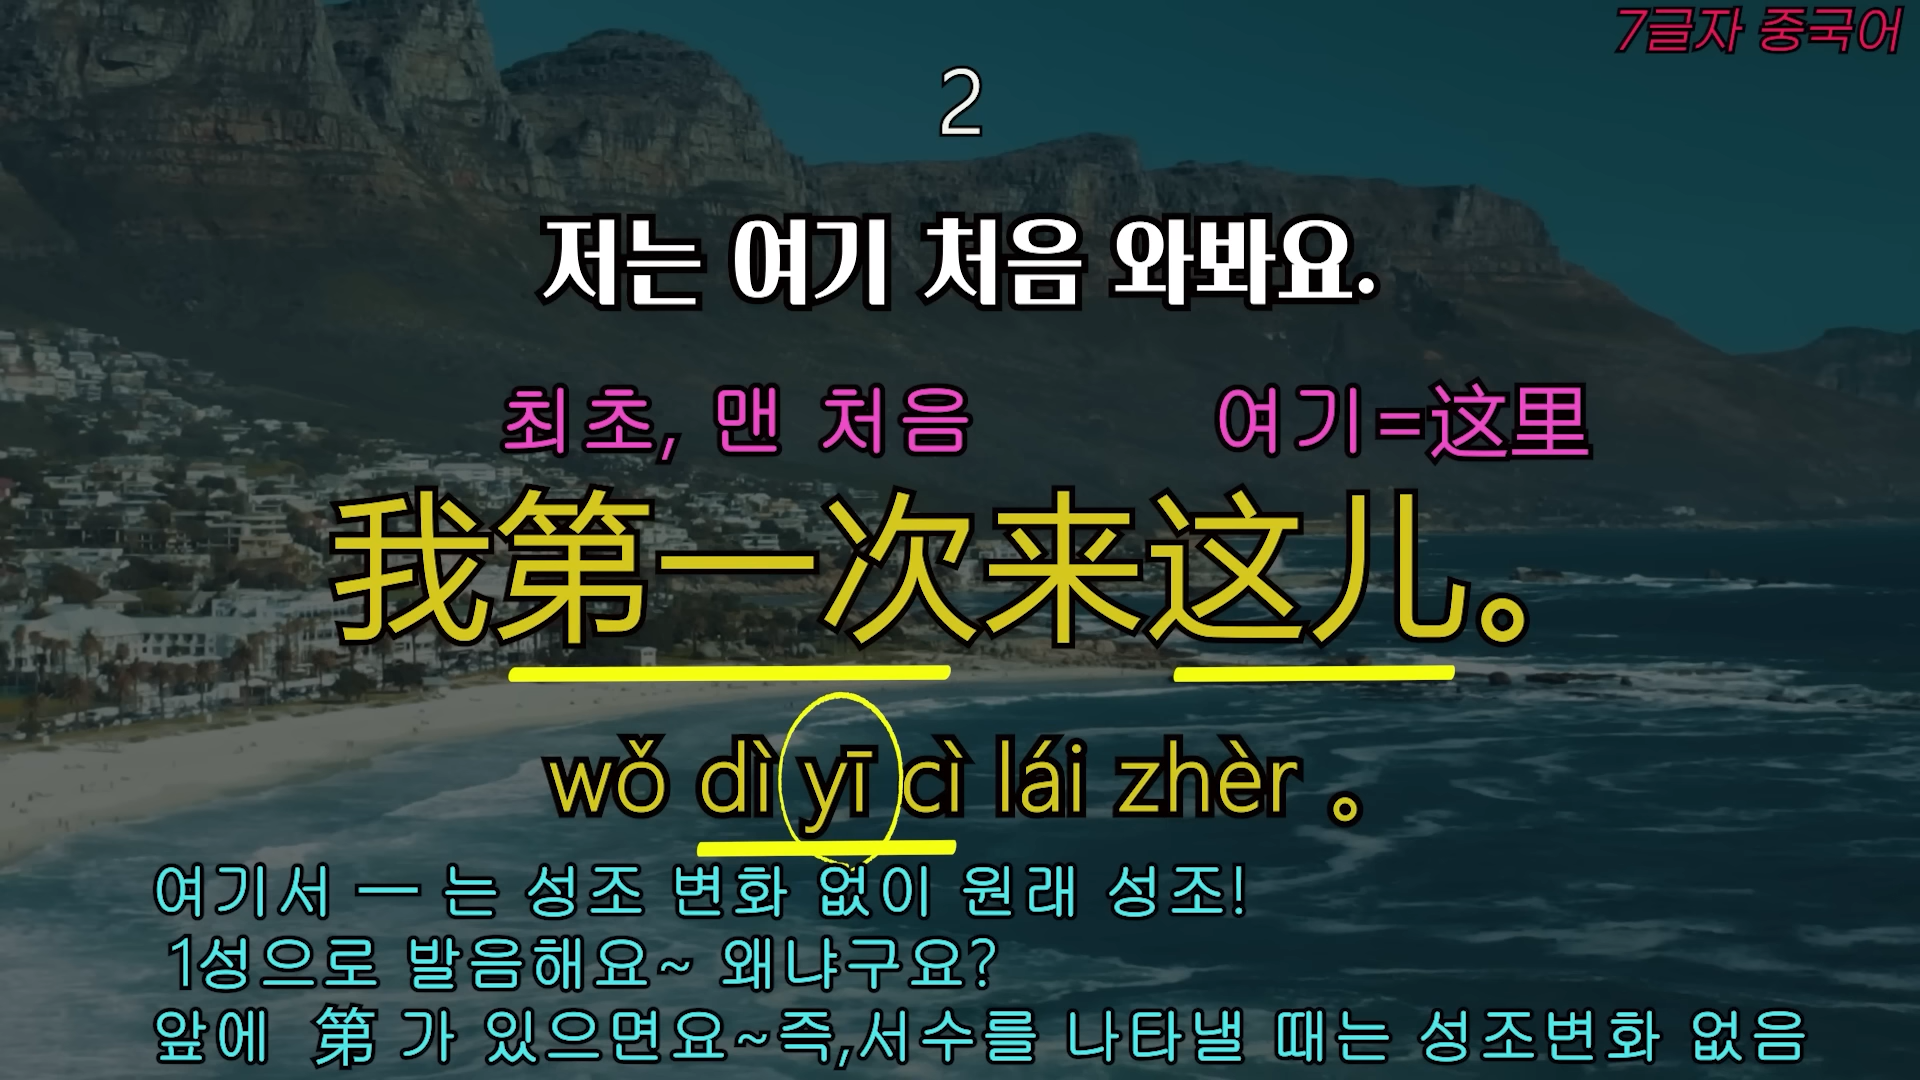 7글자 중국어
2
저는 여기 처음 와봐요.
최초, 맨 처음 여기=这里
我第一次来这儿。
wǒ dì yī cì lái zhèr 。
여기서 一 는 성조 변화 없이 원래 성조!
1성으로 발음해요~ 왜냐구요?
앞에 第 가 있으면요~즉,서수를 나타낼 때는 성조변화 없음